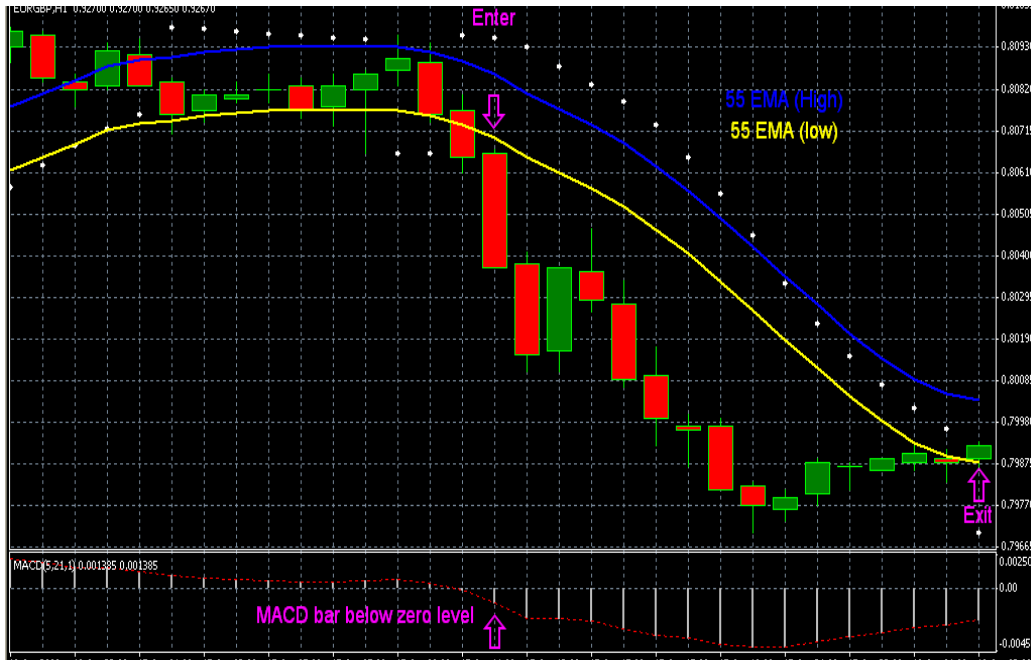 EURGBP,H1 0.92700 0.92700 0.92650 0.92670
Enter
0.80930
0.80820
55 EMA (High)
55 EMA (low)
0.80715
0.80610
0.80505
0.80400
0.80295
0.80190
0.80085
0.79980
0.79875
0.79770
Exit
0.79665
MACD(5,21,1) 0.001385 0.001385
0.00250
0.00
MACD bar below zero level
-0.0045